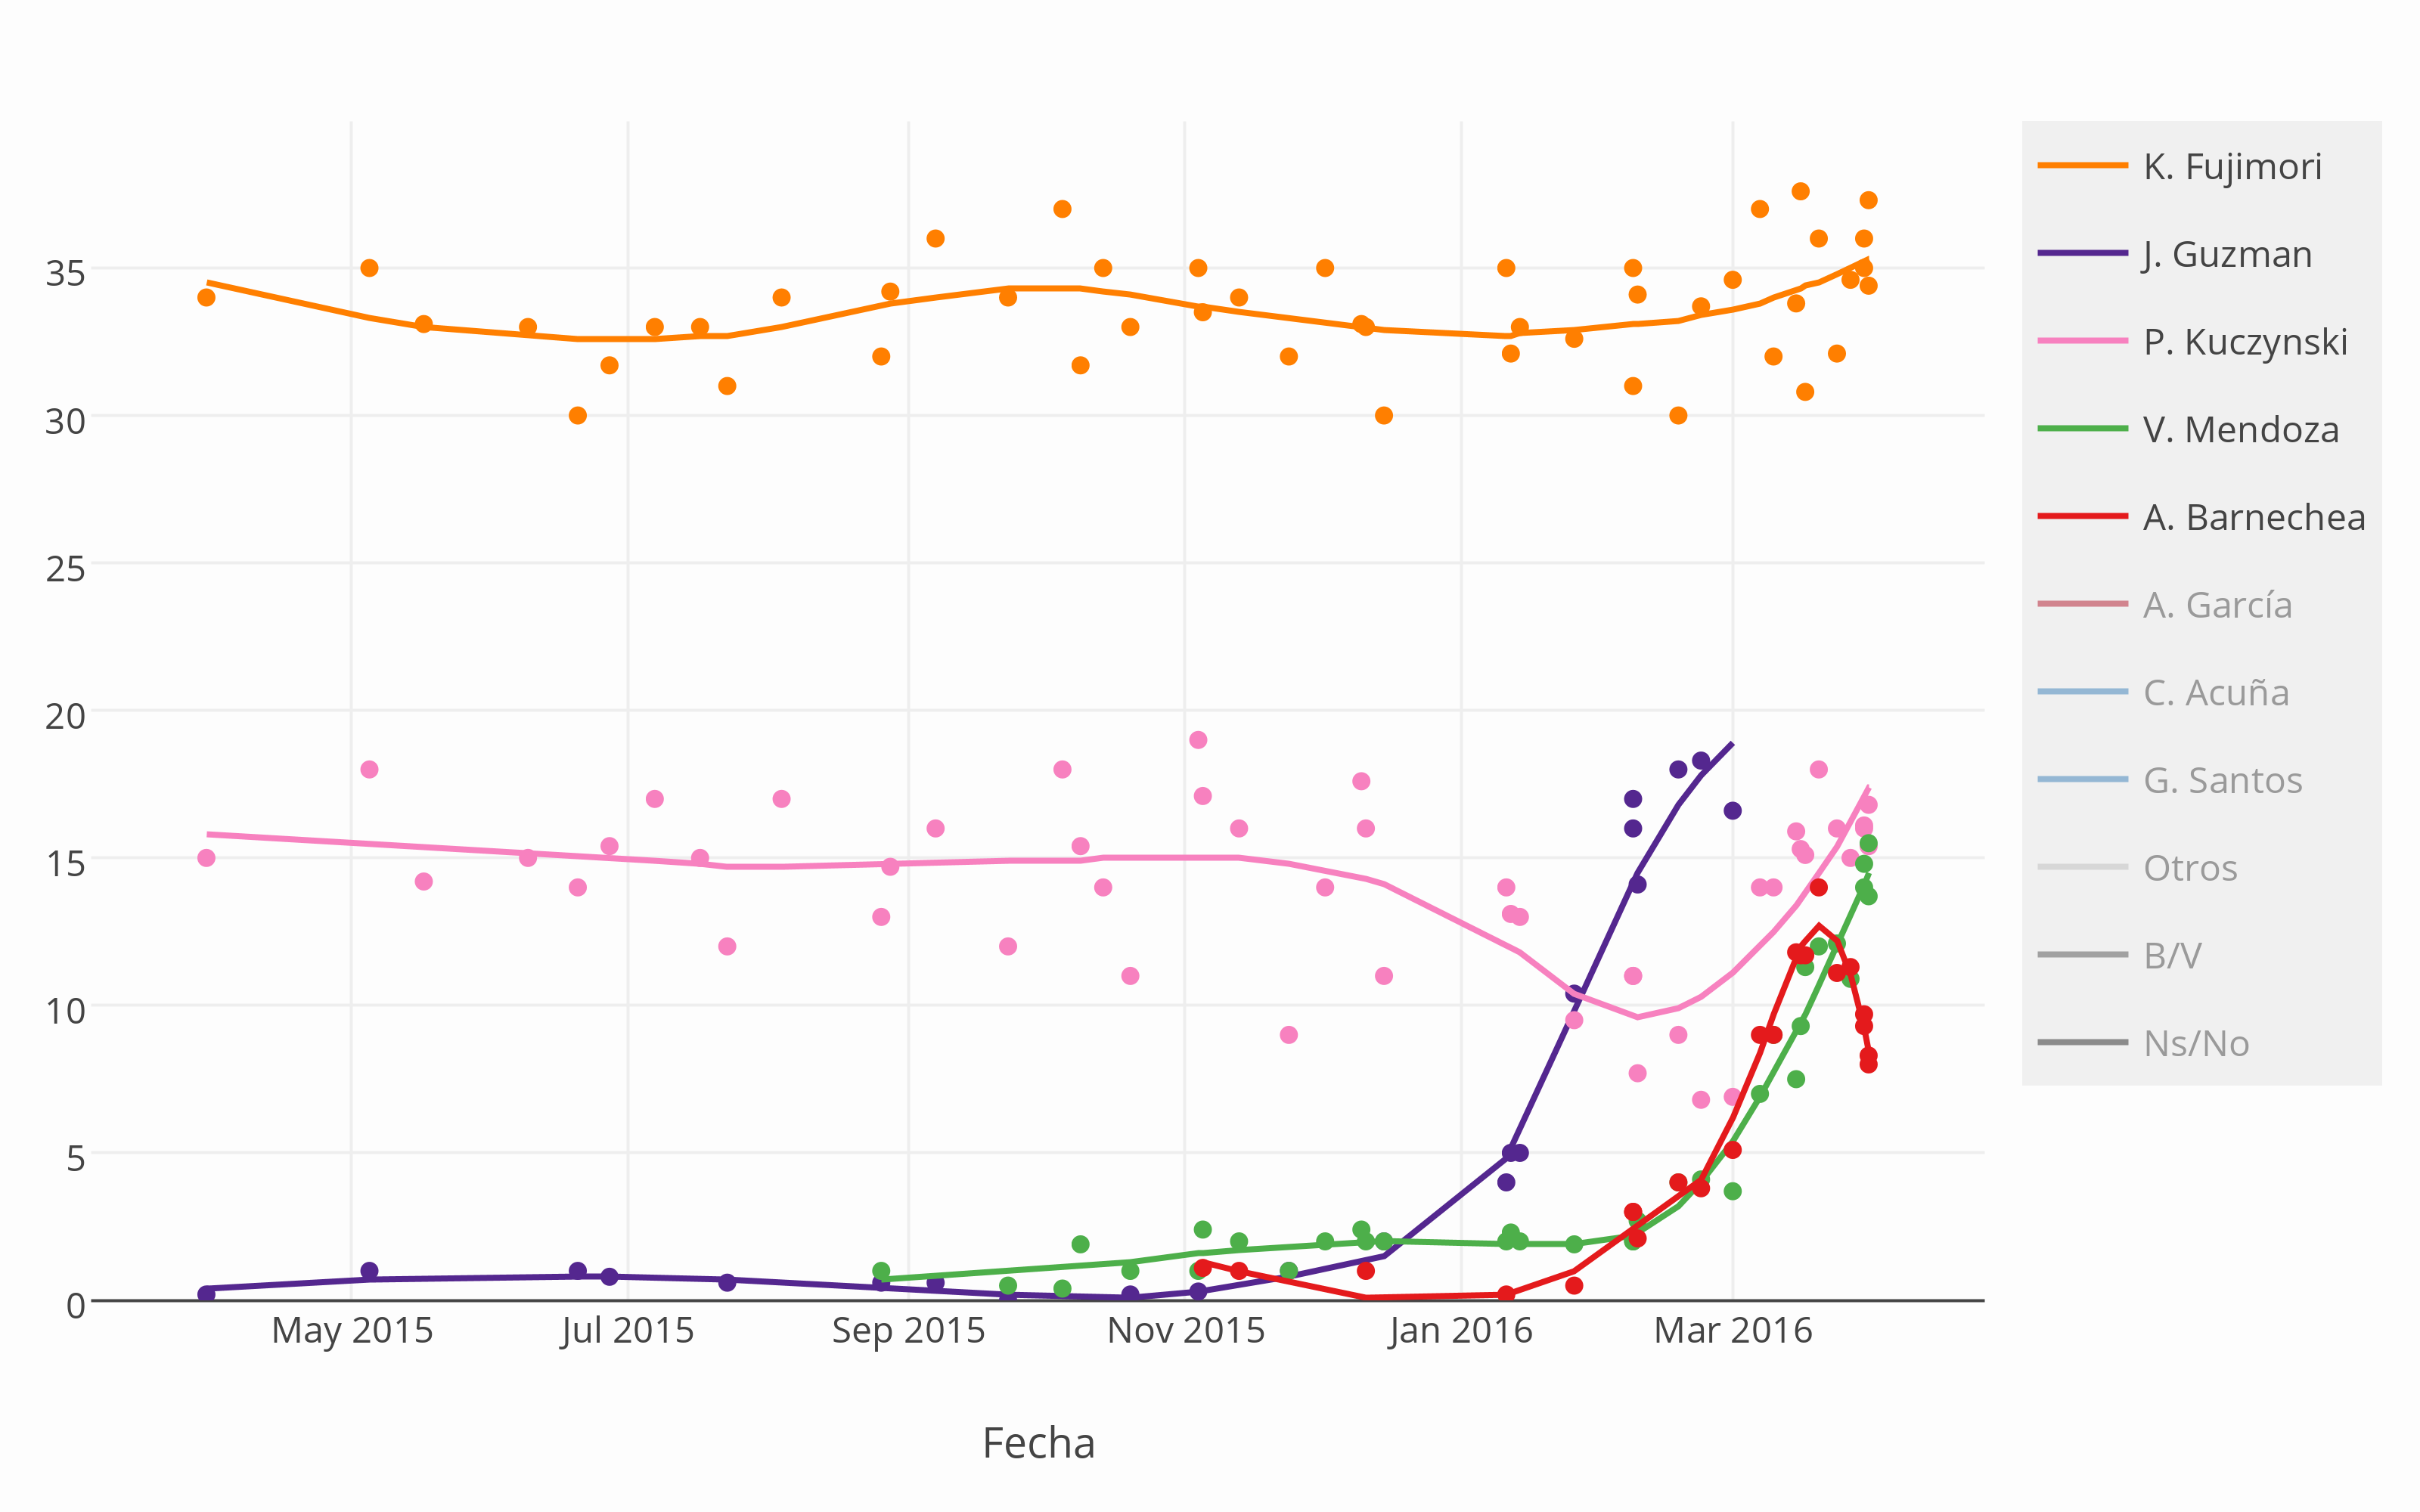 35
30
25
20
15
10
5
0
May 2015
Jul 2015
Sep 2015
Nov 2015
Jan 2016
Mar 2016
Fecha
K. Fujimori
J. Guzman
P. Kuczynski
V. Mendoza
A. Barnechea
A. García
C. Acuña
G. Santos
Otros
B/V
Ns/No